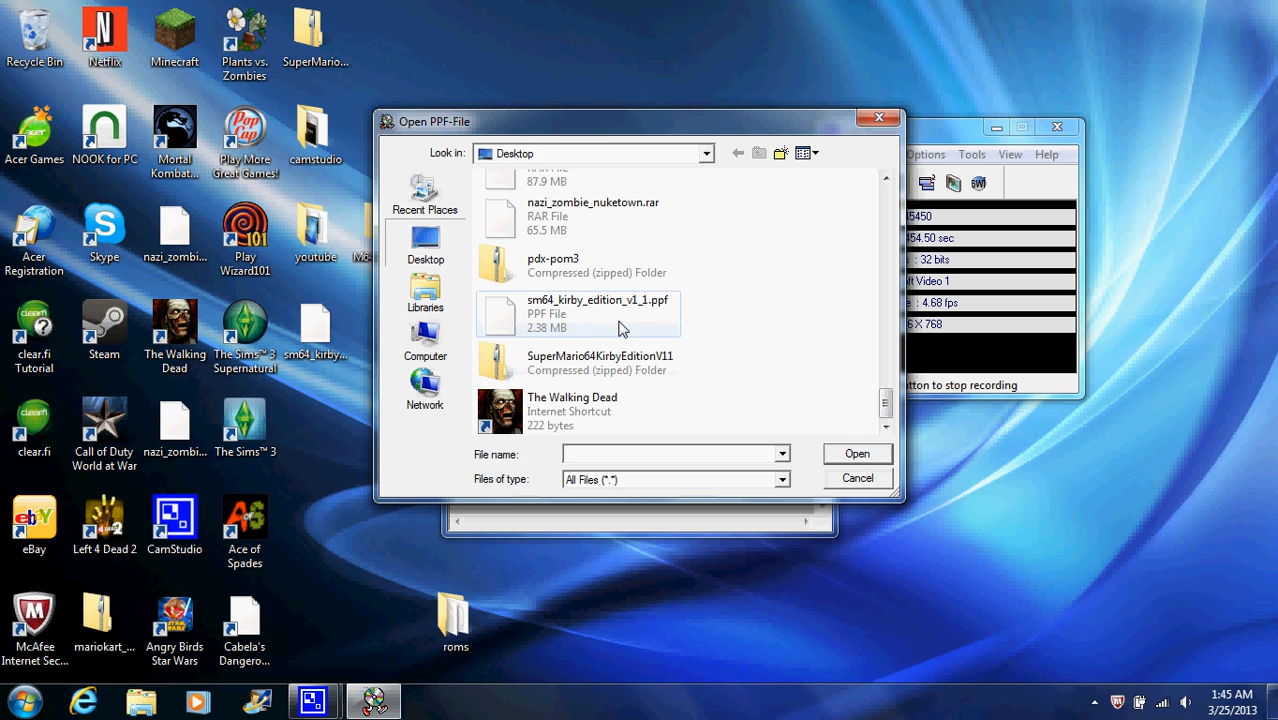 Recycle Bin
Netflix
Minecraft
Plants vs.
Zombies
SuperMario...
Acer Games
NOOK for PC
Mortal
Kombat...
Play More
Great Games!
camstudio
Acer
Registration
Skype
nazi_zombi...
Play
Wizard101
youtube
clear.fi
Tutorial
Steam
The Walking
Dead
The Sims™ 3
Supernatural
sm64_kirby...
clear.fi
Call of Duty
World at War
nazi_zombi...
The Sims™ 3
eBay
Left 4 Dead 2
CamStudio
Ace of
Spades
McAfee
Internet Sec...
mariokart_...
Angry Birds
Star Wars
Cabela's
Dangero...
roms
Open PPF-File
Look in:
Desktop
Recent Places
Desktop
Libraries
Computer
Network
87.9 MB
nazi_zombie_nuketown.rar
RAR File
65.5 MB
pdx-pom3
Compressed (zipped) Folder
sm64_kirby_edition_v1_1.ppf
PPF File
2.38 MB
SuperMario64KirbyEditionV11
Compressed (zipped) Folder
The Walking Dead
Internet Shortcut
222 bytes
File name:
Open
Files of type:
All Files (*.*)
Cancel
Options Tools View Help
5450
54.50 sec
: 32 bits
ft Video 1
: 4.68 fps
6 X 768
utton to stop recording
1:45 AM
3/25/2013